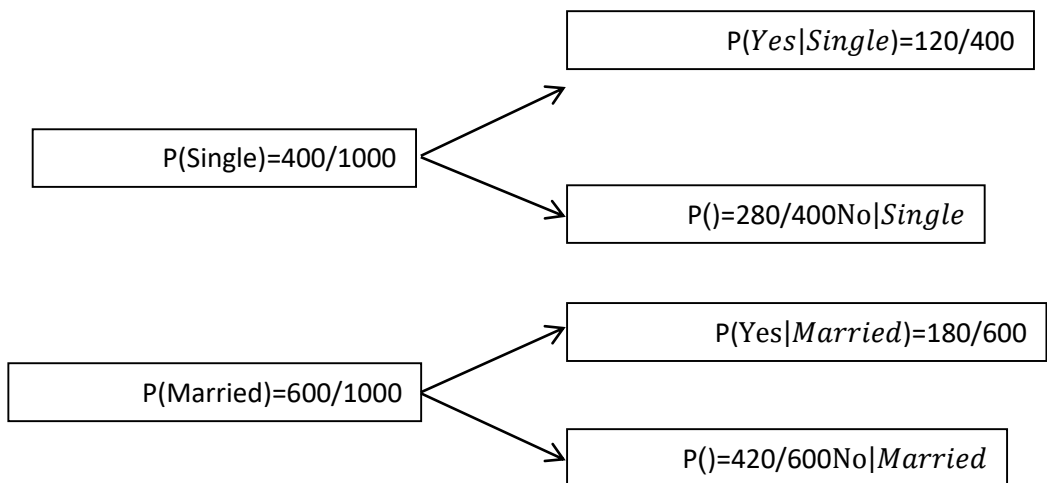 P(Yes|Single)=120/400
P(Single)=400/1000
P()=280/400No|Single
P(Yes|Married)=180/600
P(Married)=600/1000
P()=420/600No|Married